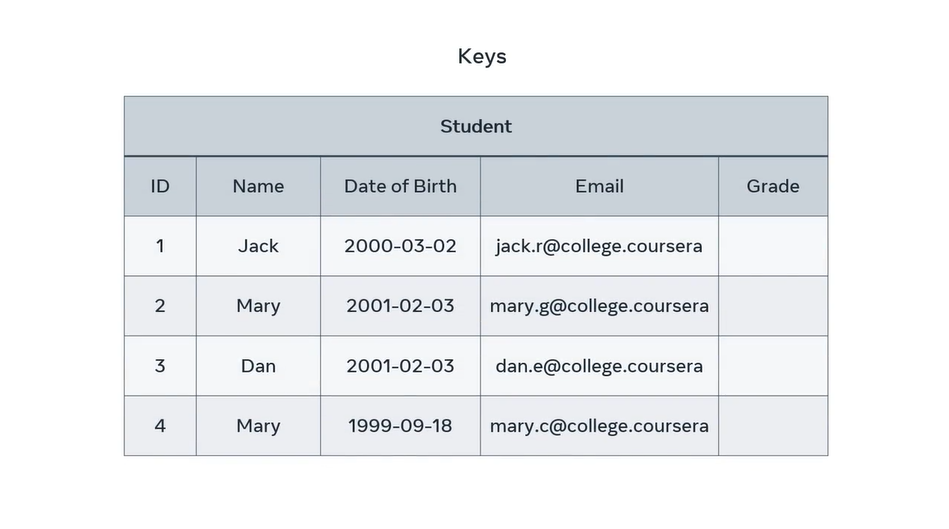 Keys
Student
ID Name Date of Birth Email Grade
1 Jack 2000-03-02 jack.r@college.coursera
2 Mary 2001-02-03 mary.g@college.coursera
3 Dan 2001-02-03 dan.e@college.coursera
4 Mary 1999-09-18 mary.c@college.coursera